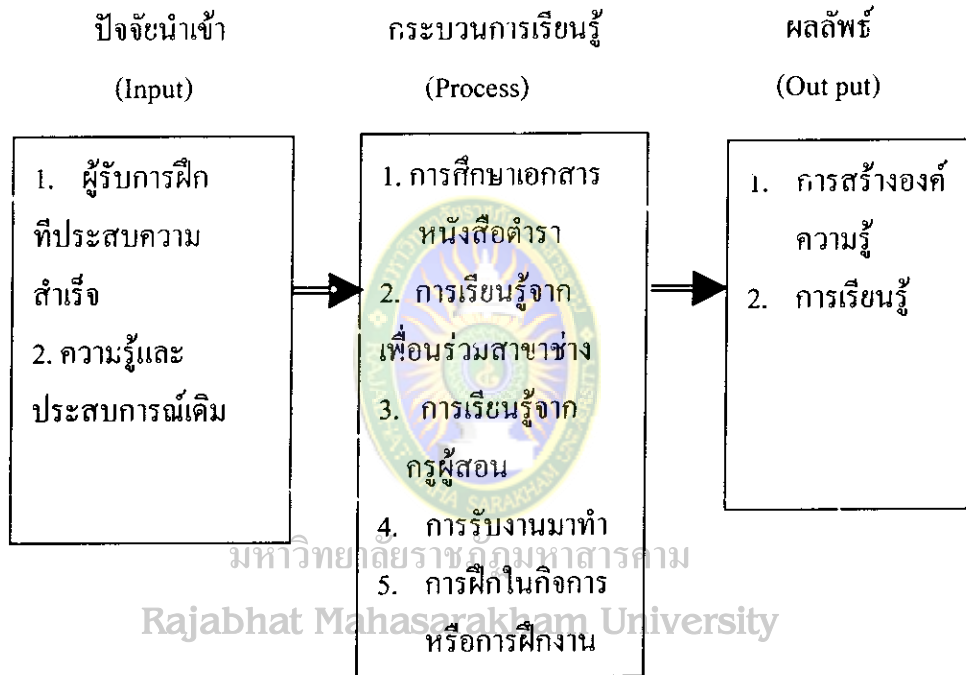 ปัจจัยนำเข้า
(Input)
1. ผู้รับการฝึก
ที่ประสบความ
สำเร็จ
2. ความรู้และ
ประสบการณ์เดิม
กระบวนการเรียนรู้
(Process)
1. การศึกษาเอกสาร
หนังสือตำรา
2. การเรียนรู้จาก
เพื่อนร่วมสาขาช่าง
3. การเรียนรู้จาก
ครูผู้สอน
4. การรับงานมาทำ
5. การฝึกในกิจการ
หรือการฝึกงาน
ผลลัพธ์
(Out put)
1. การสร้างองค์
ความรู้
2. การเรียนรู้
มหาวิทยาลัยราชภัฏมหาสารคาม
Rajabhat Mahasarakham University